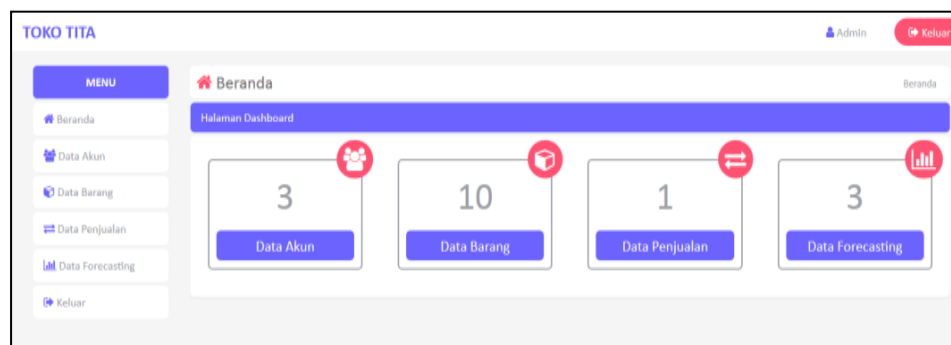 TOKO TITA
Admin
Keluar
MENU
Beranda
Data Akun
Data Barang
Data Penjualan
Data Forecasting
Keluar
Beranda
Beranda
Halaman Dashboard
3
Data Akun
10
Data Barang
1
Data Penjualan
3
Data Forecasting